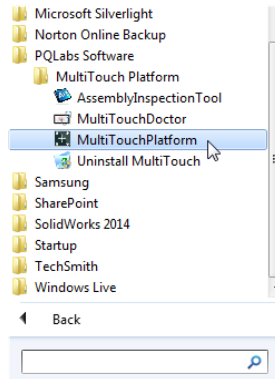 Microsoft Silverlight
Norton Online Backup
PQLabs Software
MultiTouch Platform
AssemblyInspectionTool
MultiTouchDoctor
MultiTouchPlatform
Uninstall MultiTouch
Samsung
SharePoint
SolidWorks 2014
Startup
TechSmith
Windows Live
Back